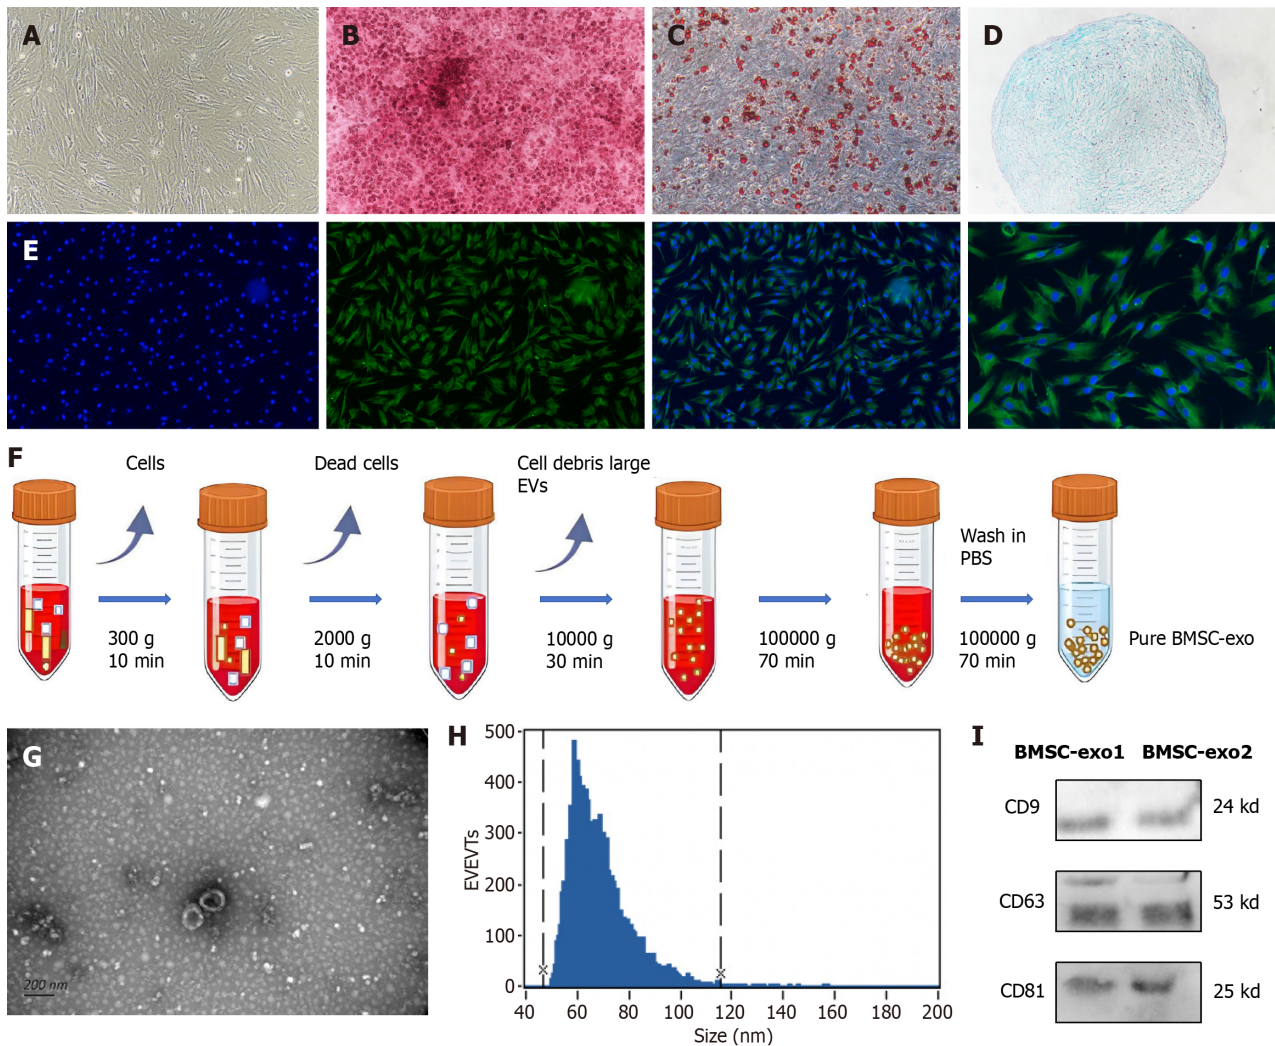 A
B
C
D
E
F
Cells
Dead cells
Cell debris large
EVs
Wash in
PBS
300 g
10 min
2000 g
10 min
10000 g
30 min
100000 g
70 min
100000 g
70 min
Pure BMSC-exo
G
200 nm
H
500
400
300
200
100
0
EVEVTs
40 60 80 100 120 140 160 180 200
Size (nm)
I
BMSC-exo1 BMSC-exo2
CD9 24 kd
CD63 53 kd
CD81 25 kd